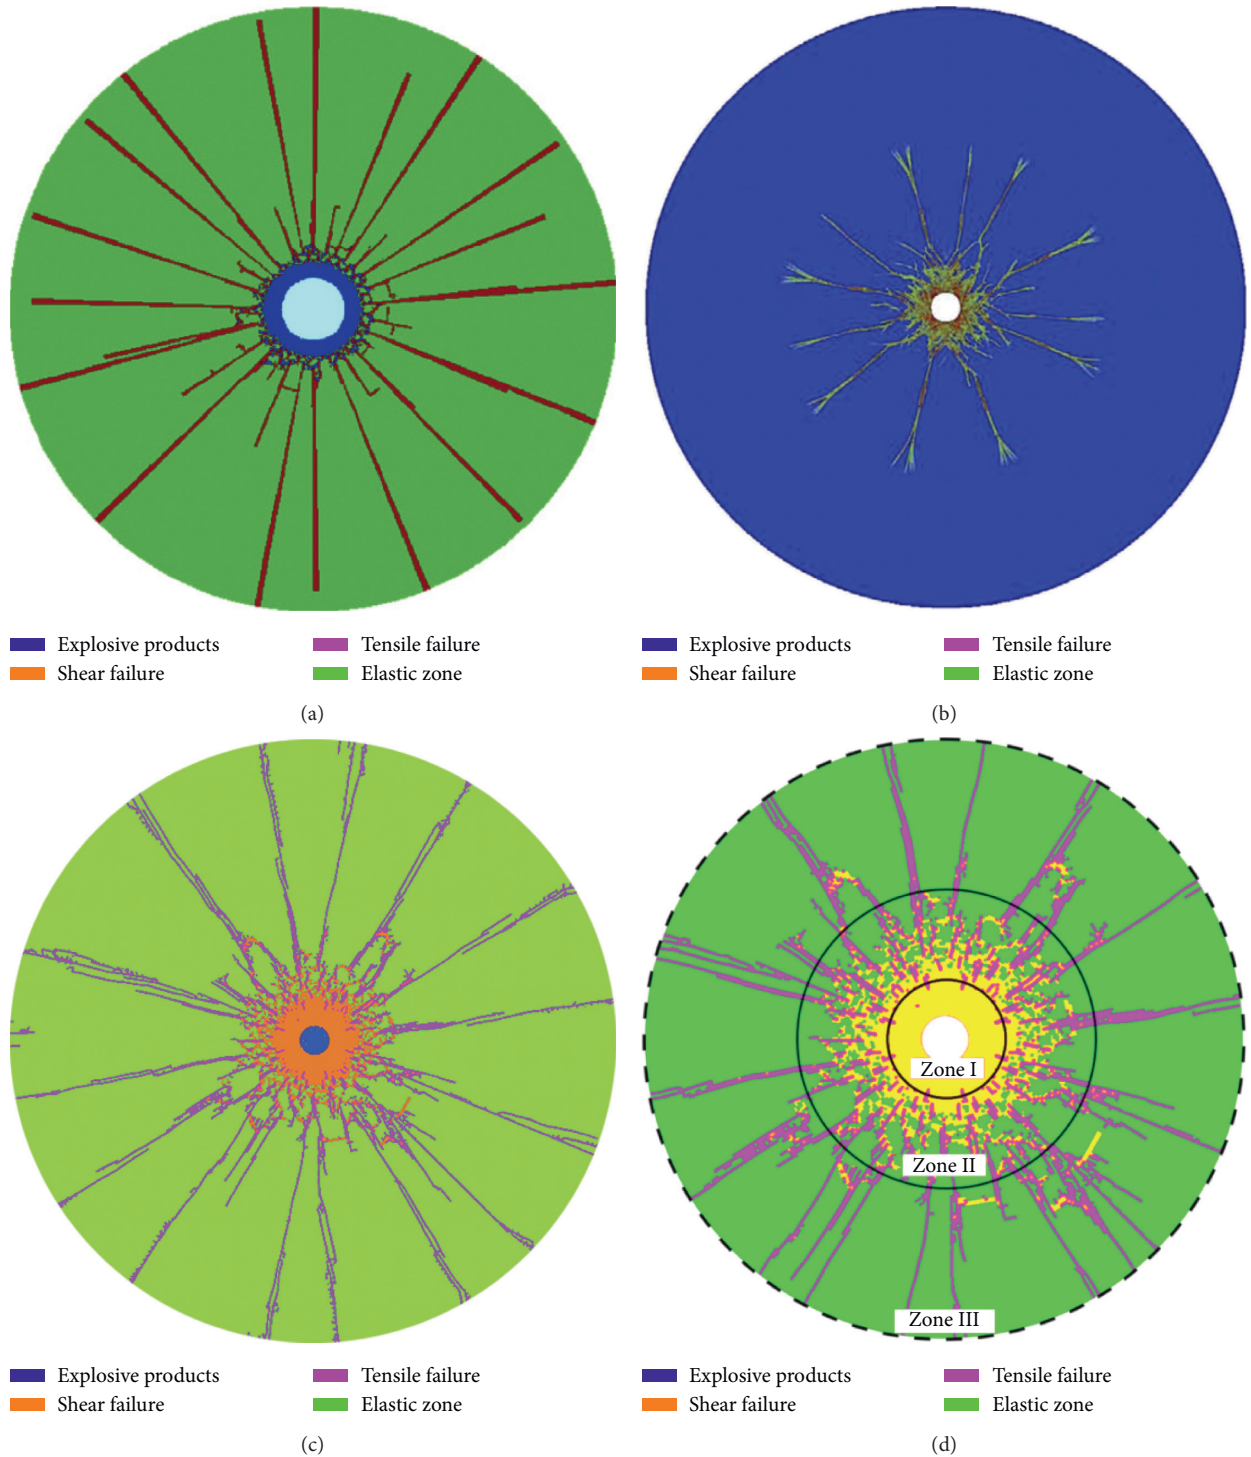 Explosive products
Tensile failure
Shear failure
Elastic zone
(a)
Explosive products
Tensile failure
Shear failure
Elastic zone
(b)
Explosive products
Tensile failure
Shear failure
Elastic zone
(c)
Zone I
Zone II
Zone III
Explosive products
Tensile failure
Shear failure
Elastic zone
(d)